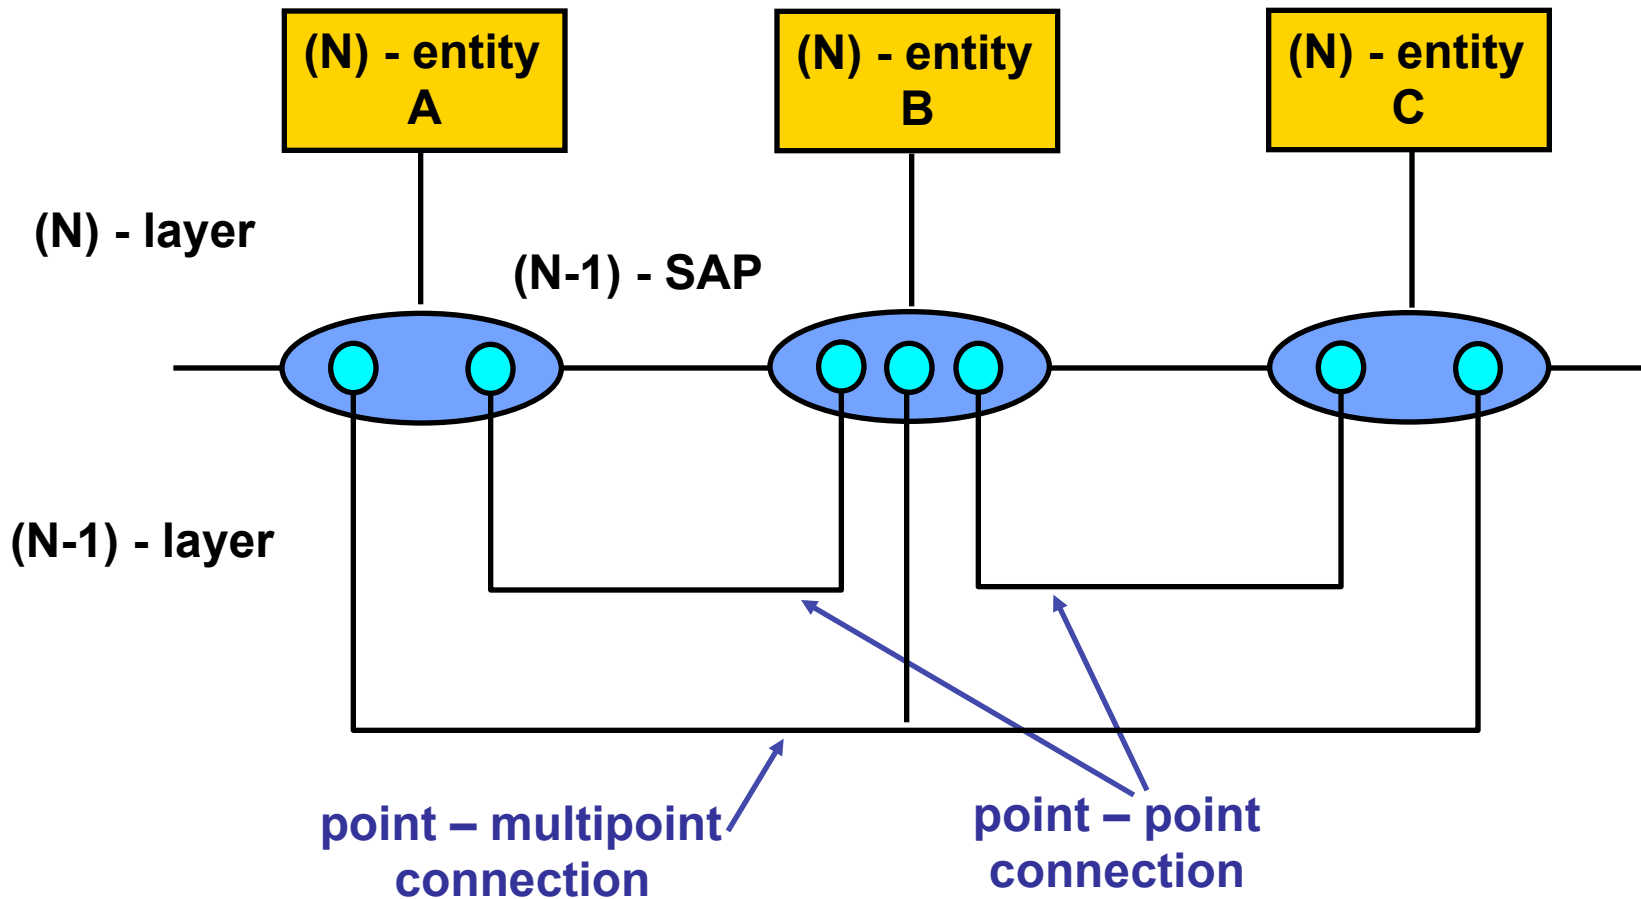 (N) - entity
A
(N) - entity
B
(N) - entity
C
(N) - layer
(N-1) - SAP
(N-1) - layer
point – multipoint
connection
point – point
connection